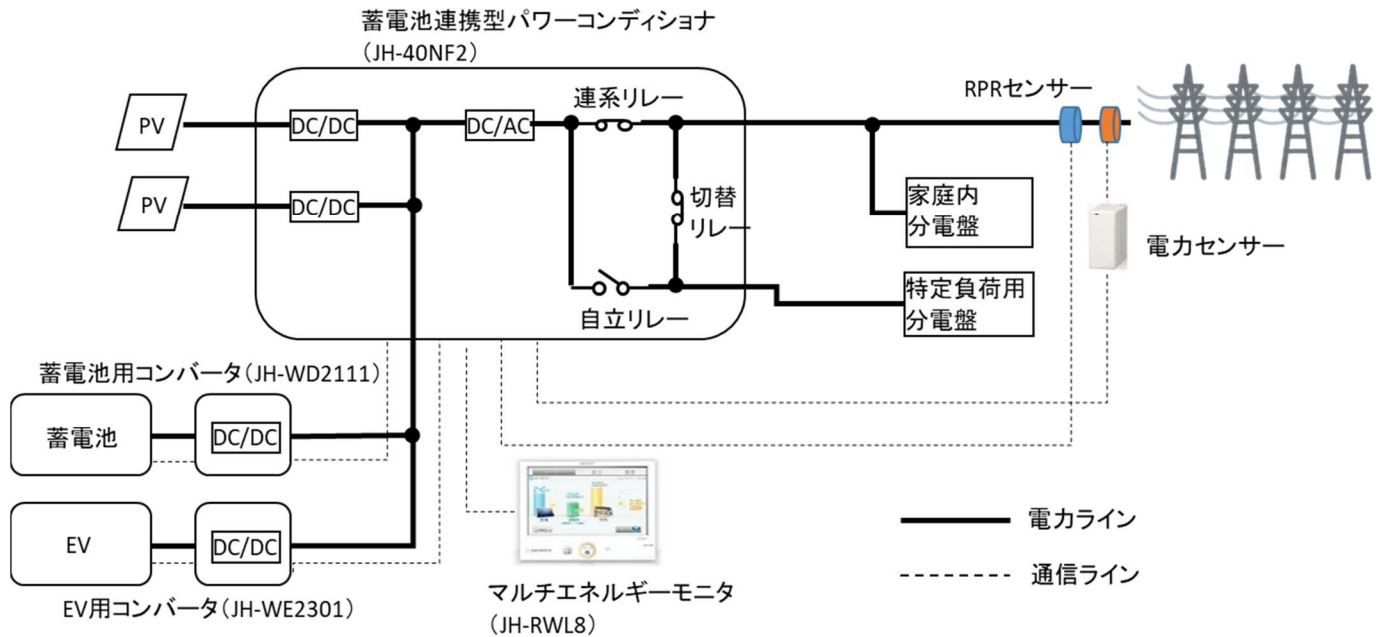 蓄電池連携型パワーコンディショナ
（JH-40NF2）
連系リレー
RPRセンサー
PV
DC/DC
DC/AC
PV
DC/DC
切替
リレー
家庭内
分電盤
電力センサー
自立リレー
特定負荷用
分電盤
蓄電池用コンバータ（JH-WD2111）
蓄電池
DC/DC
EV
DC/DC
EV用コンバータ（JH-WE2301）
マルチエネルギーモニタ
（JH-RWL8）
電力ライン
通信ライン